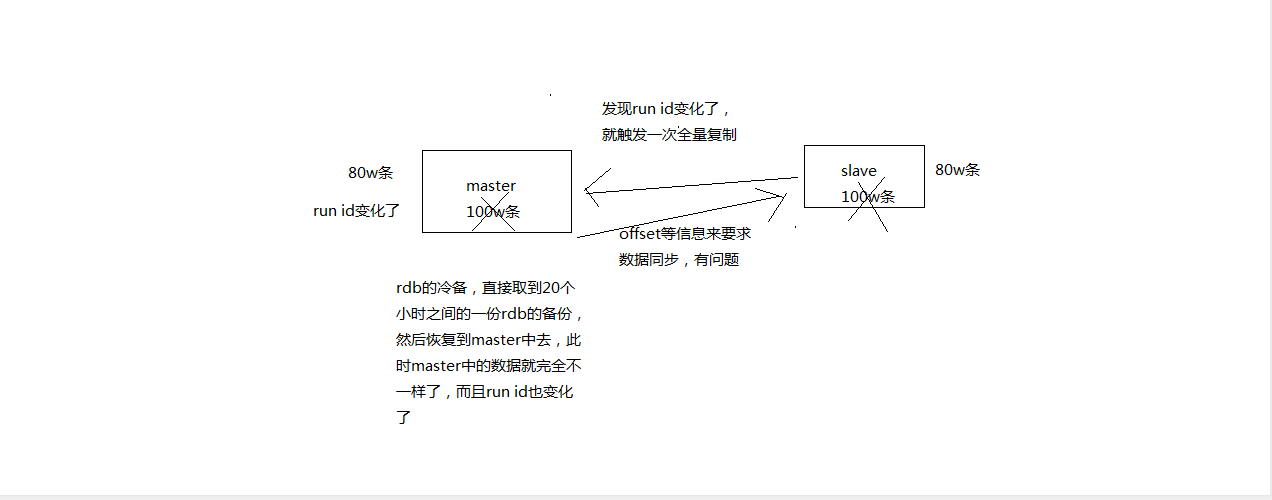 发现run id变化了，
就触发一次全量复制
80w条
master
slave
80w条
run id变化了
100w条
100w条
offset等信息来要求
数据同步，有问题
rdb的冷备，直接取到20个
小时之间的一份rdb的备份，
然后恢复到master中去，此
时master中的数据就完全不
一样了，而且run id也变化
了